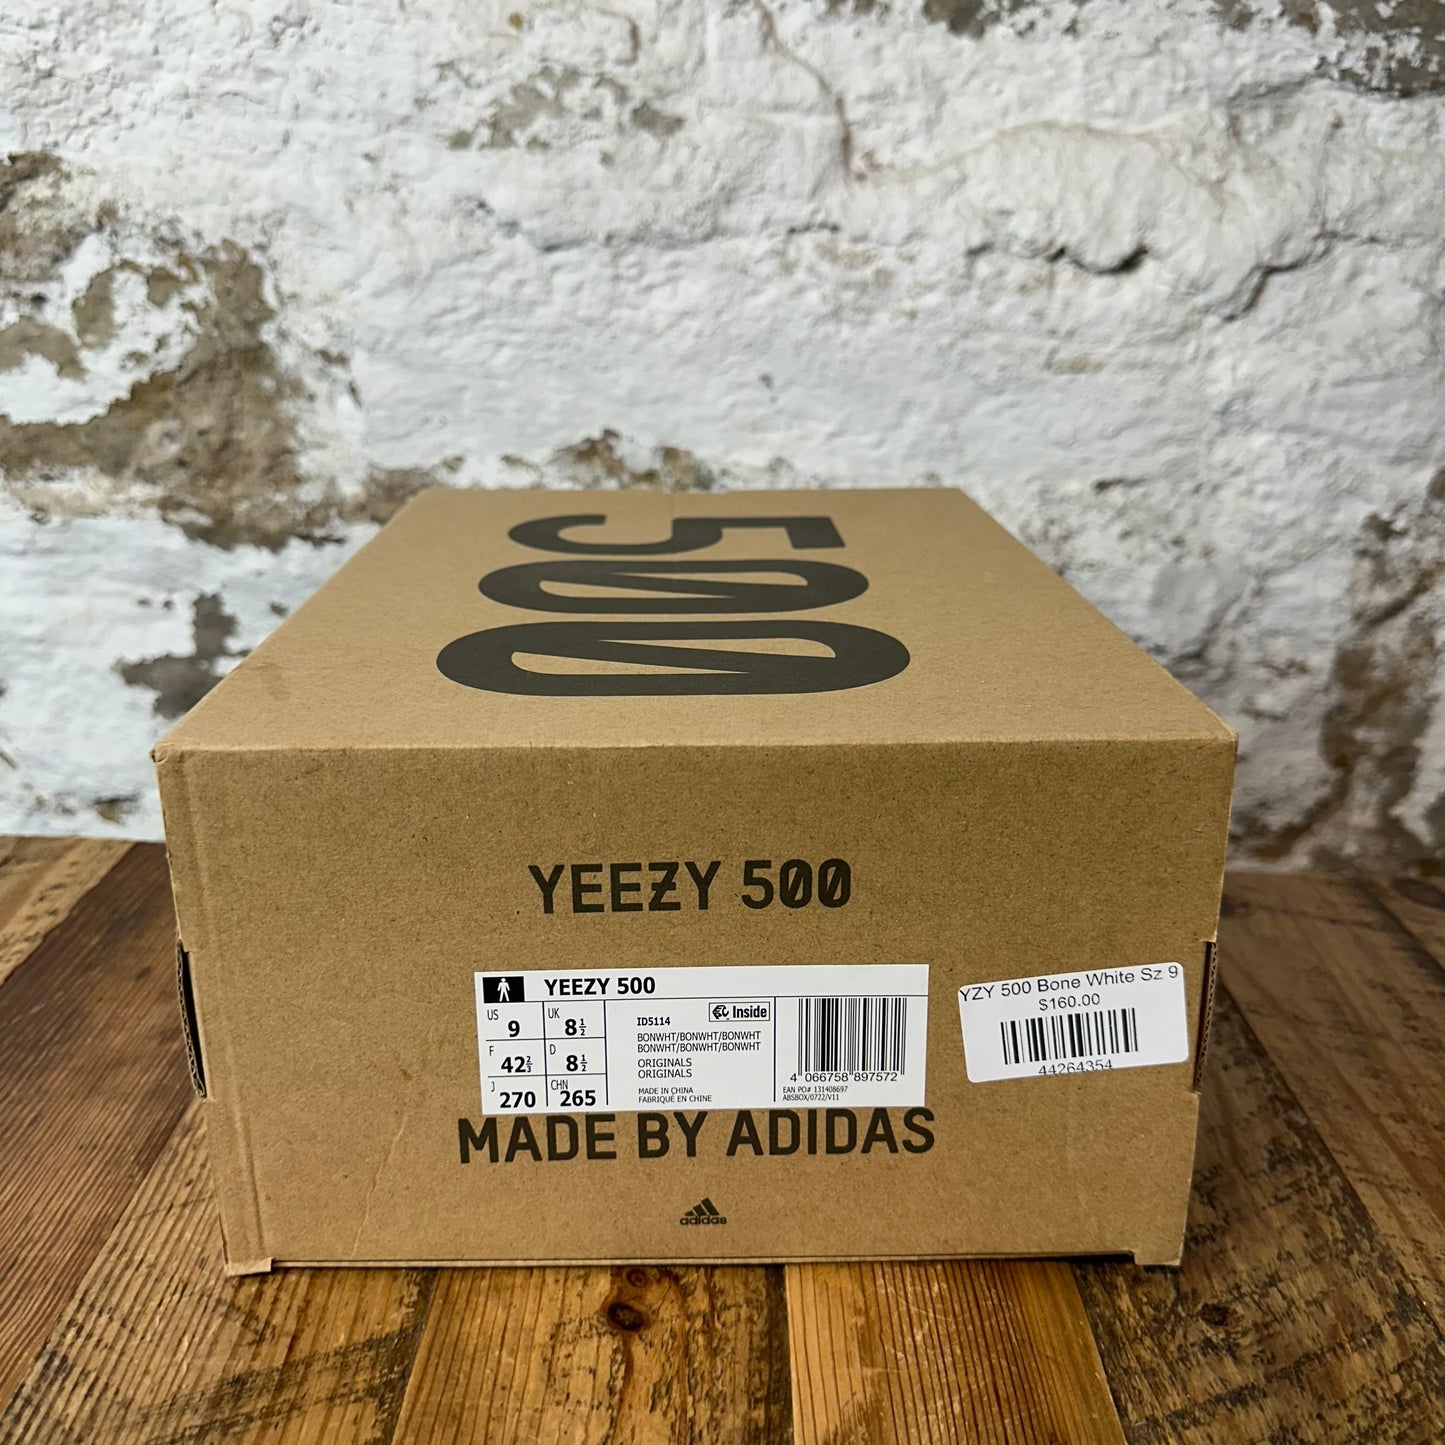 500
YEEZY 500
YEEZY 500
US 9
UK 8½
F 42⅔
D 8½
J 270
CHN 265
ID5114
Inside
BONWHT/BONWHT/BONWHT
BONWHT/BONWHT/BONWHT
ORIGINALS
ORIGINALS
MADE IN CHINA
FABRIQUÉ EN CHINE
4 066758 897572
EAN PO# 131408697
ABSBOX/0722/V11
YZY 500 Bone White Sz 9
$160.00
44264354
MADE BY ADIDAS
adidas